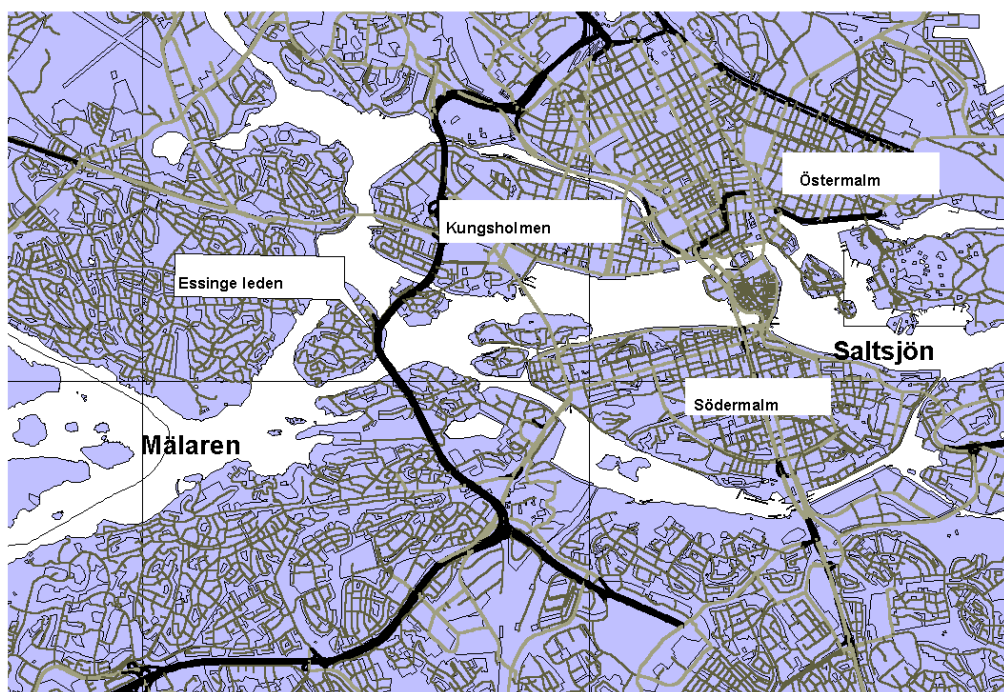 Östermalm
Kungsholmen
Essinge leden
Saltsjön
Södermalm
Mälaren